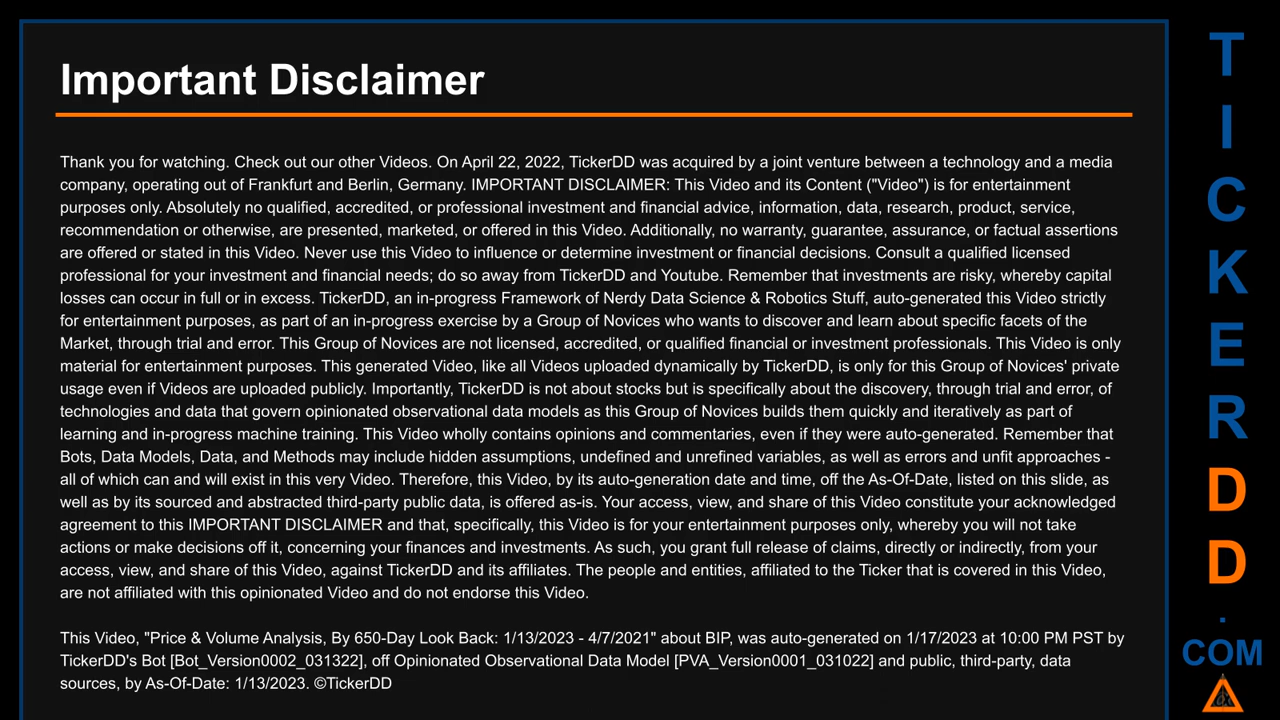 Important Disclaimer
Thank you for watching. Check out our other Videos. On April 22, 2022, TickerDD was acquired by a joint venture between a technology and a media
company, operating out of Frankfurt and Berlin, Germany. IMPORTANT DISCLAIMER: This Video and its Content ("Video") is for entertainment
purposes only. Absolutely no qualified, accredited, or professional investment and financial advice, information, data, research, product, service,
recommendation or otherwise, are presented, marketed, or offered in this Video. Additionally, no warranty, guarantee, assurance, or factual assertions
are offered or stated in this Video. Never use this Video to influence or determine investment or financial decisions. Consult a qualified licensed
professional for your investment and financial needs; do so away from TickerDD and Youtube. Remember that investments are risky, whereby capital
losses can occur in full or in excess. TickerDD, an in-progress Framework of Nerdy Data Science & Robotics Stuff, auto-generated this Video strictly
for entertainment purposes, as part of an in-progress exercise by a Group of Novices who wants to discover and learn about specific facets of the
Market, through trial and error. This Group of Novices are not licensed, accredited, or qualified financial or investment professionals. This Video is only
material for entertainment purposes. This generated Video, like all Videos uploaded dynamically by TickerDD, is only for this Group of Novices' private
usage even if Videos are uploaded publicly. Importantly, TickerDD is not about stocks but is specifically about the discovery, through trial and error, of
technologies and data that govern opinionated observational data models as this Group of Novices builds them quickly and iteratively as part of
learning and in-progress machine training. This Video wholly contains opinions and commentaries, even if they were auto-generated. Remember that
Bots, Data Models, Data, and Methods may include hidden assumptions, undefined and unrefined variables, as well as errors and unfit approaches -
all of which can and will exist in this very Video. Therefore, this Video, by its auto-generation date and time, off the As-Of-Date, listed on this slide, as
well as by its sourced and abstracted third-party public data, is offered as-is. Your access, view, and share of this Video constitute your acknowledged
agreement to this IMPORTANT DISCLAIMER and that, specifically, this Video is for your entertainment purposes only, whereby you will not take
actions or make decisions off it, concerning your finances and investments. As such, you grant full release of claims, directly or indirectly, from your
access, view, and share of this Video, against TickerDD and its affiliates. The people and entities, affiliated to the Ticker that is covered in this Video,
are not affiliated with this opinionated Video and do not endorse this Video.
This Video, "Price & Volume Analysis, By 650-Day Look Back: 1/13/2023 - 4/7/2021" about BIP, was auto-generated on 1/17/2023 at 10:00 PM PST by
TickerDD's Bot [Bot_Version0002_031322], off Opinionated Observational Data Model [PVA_Version0001_031022] and public, third-party, data
sources, by As-Of-Date: 1/13/2023. ©TickerDD
T
I
C
K
E
R
D
D
.
COM